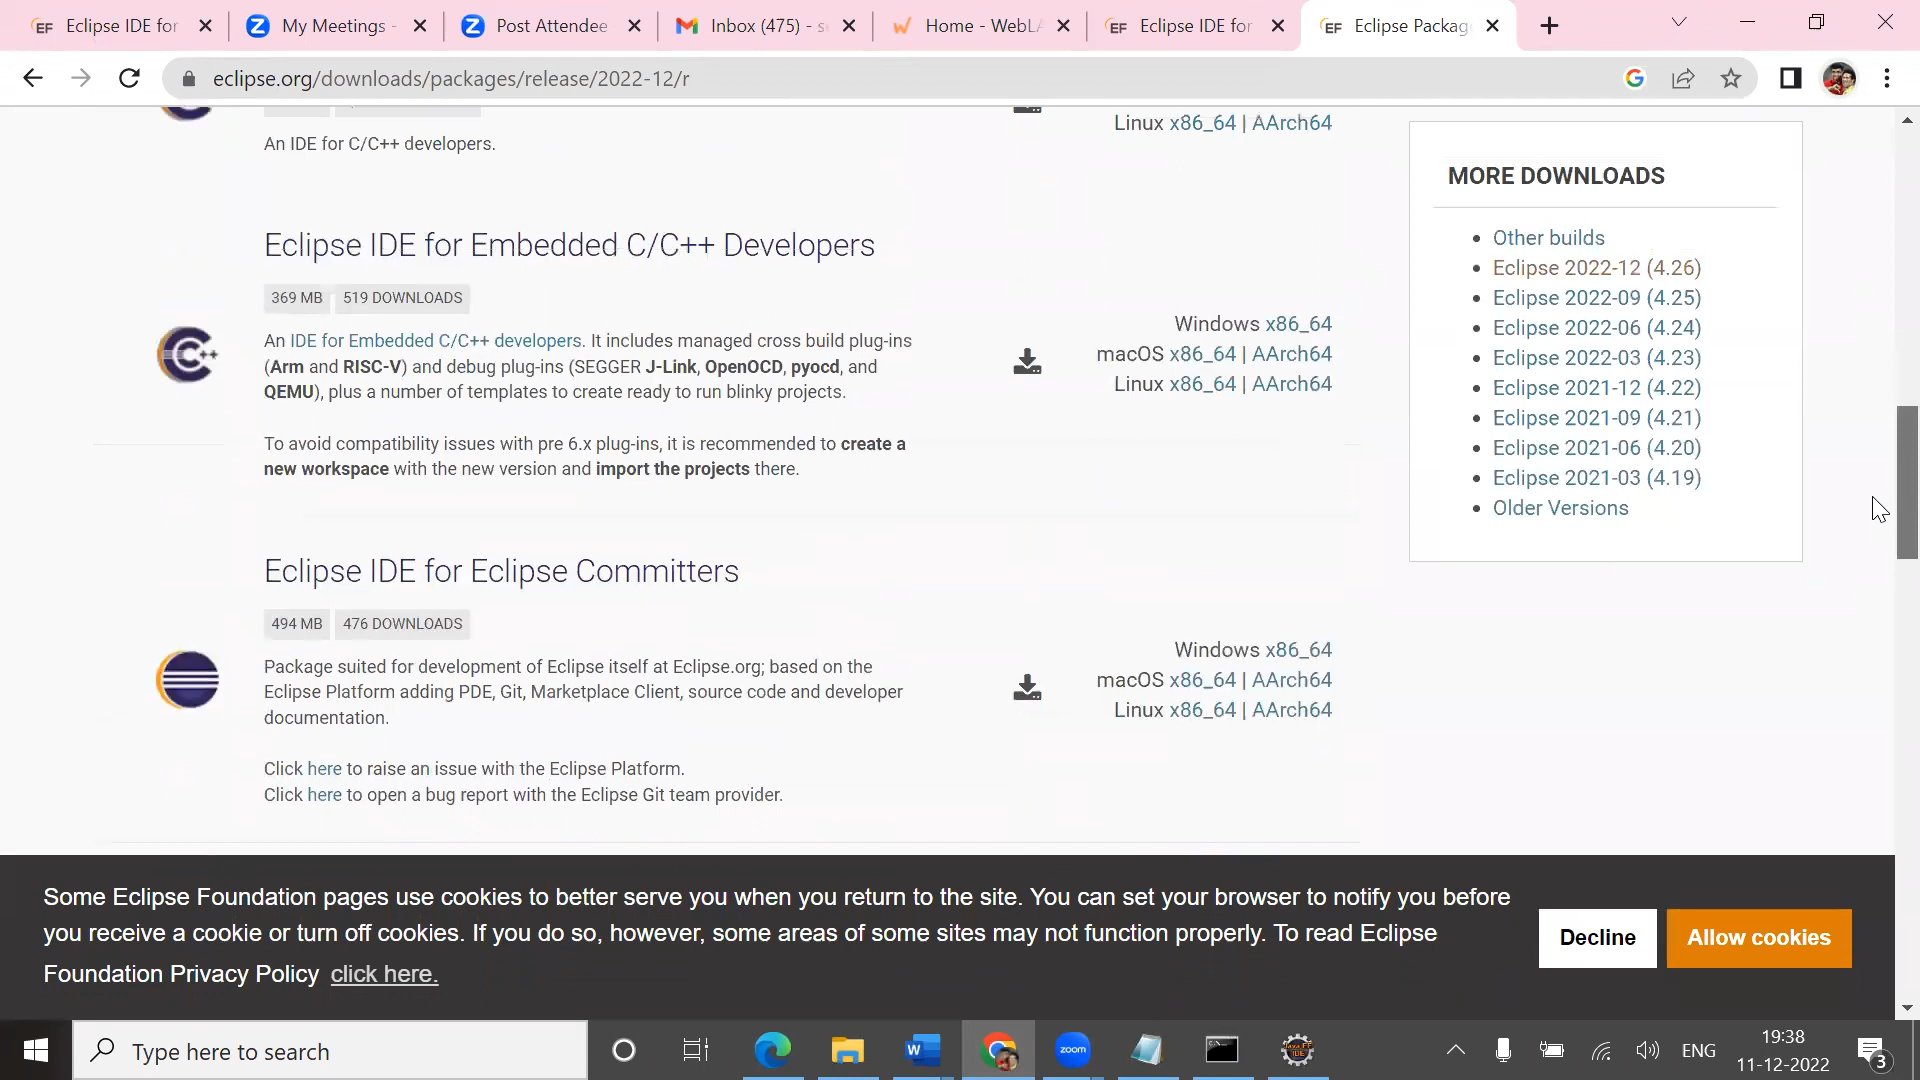 Eclipse IDE for
My Meetings -
Post Attendee
Inbox (475) - s
Home - WebLA
Eclipse IDE for
Eclipse Packag
eclipse.org/downloads/packages/release/2022-12/r
Linux x86_64 | AArch64
An IDE for C/C++ developers.
Eclipse IDE for Embedded C/C++ Developers
369 MB 519 DOWNLOADS
An IDE for Embedded C/C++ developers. It includes managed cross build plug-ins
(Arm and RISC-V) and debug plug-ins (SEGGER J-Link, OpenOCD, pyocd, and
QEMU), plus a number of templates to create ready to run blinky projects.
To avoid compatibility issues with pre 6.x plug-ins, it is recommended to create a
new workspace with the new version and import the projects there.
Windows x86_64
macOS x86_64 | AArch64
Linux x86_64 | AArch64
Eclipse IDE for Eclipse Committers
494 MB 476 DOWNLOADS
Package suited for development of Eclipse itself at Eclipse.org; based on the
Eclipse Platform adding PDE, Git, Marketplace Client, source code and developer
documentation.
Click here to raise an issue with the Eclipse Platform.
Click here to open a bug report with the Eclipse Git team provider.
Windows x86_64
macOS x86_64 | AArch64
Linux x86_64 | AArch64
MORE DOWNLOADS
Other builds
Eclipse 2022-12 (4.26)
Eclipse 2022-09 (4.25)
Eclipse 2022-06 (4.24)
Eclipse 2022-03 (4.23)
Eclipse 2021-12 (4.22)
Eclipse 2021-09 (4.21)
Eclipse 2021-06 (4.20)
Eclipse 2021-03 (4.19)
Older Versions
Some Eclipse Foundation pages use cookies to better serve you when you return to the site. You can set your browser to notify you before
you receive a cookie or turn off cookies. If you do so, however, some areas of some sites may not function properly. To read Eclipse
Foundation Privacy Policy click here.
Decline
Allow cookies
Type here to search
zoom
ENG
19:38
11-12-2022
3